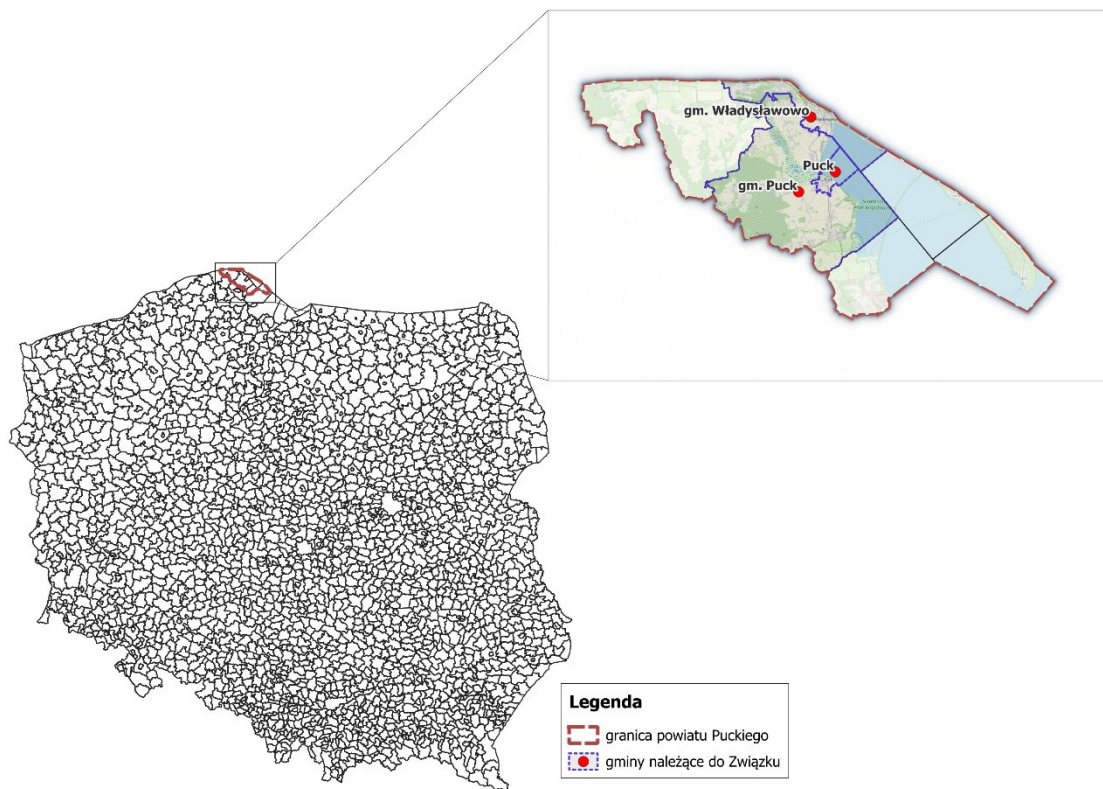 gm. Władysławowo
Puck
gm. Puck
Legenda
granica powiatu Puckiego
gminy należące do Związku